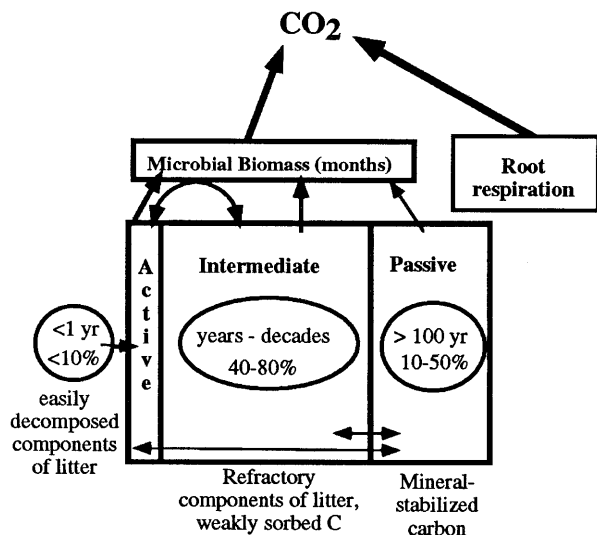 CO2
Microbial Biomass (months)
Root
respiration
Active
Intermediate
Passive
<1 yr
<10%
years - decades
40-80%
> 100 yr
10-50%
easily
decomposed
components
of litter
Refractory
components of litter,
weakly sorbed C
Mineral-
stabilized
carbon